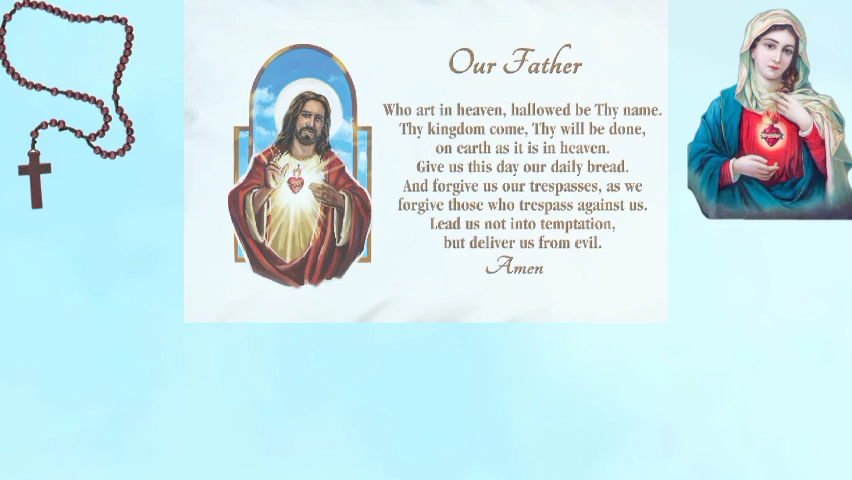 Our Father
Who art in heaven, hallowed be Thy name.
Thy kingdom come, Thy will be done,
on earth as it is in heaven.
Give us this day our daily bread.
And forgive us our trespasses, as we
forgive those who trespass against us.
Lead us not into temptation,
but deliver us from evil.
Amen